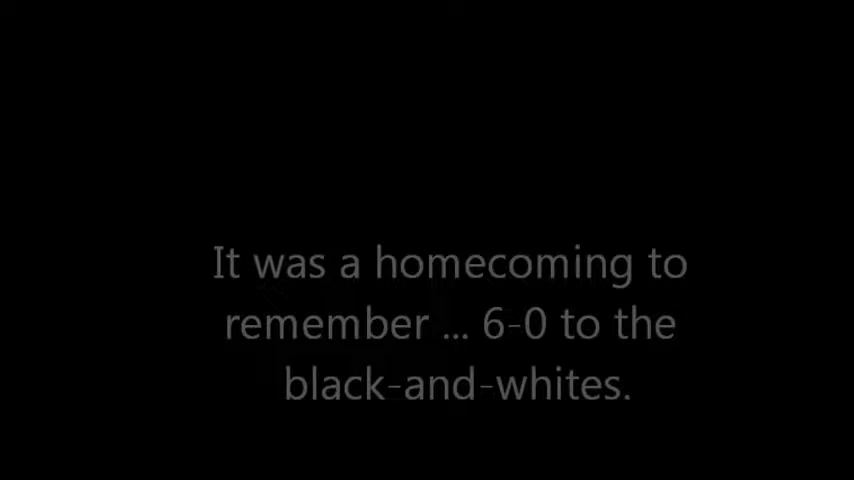 It was a homecoming to
remember ... 6-0 to the
black-and-whites.